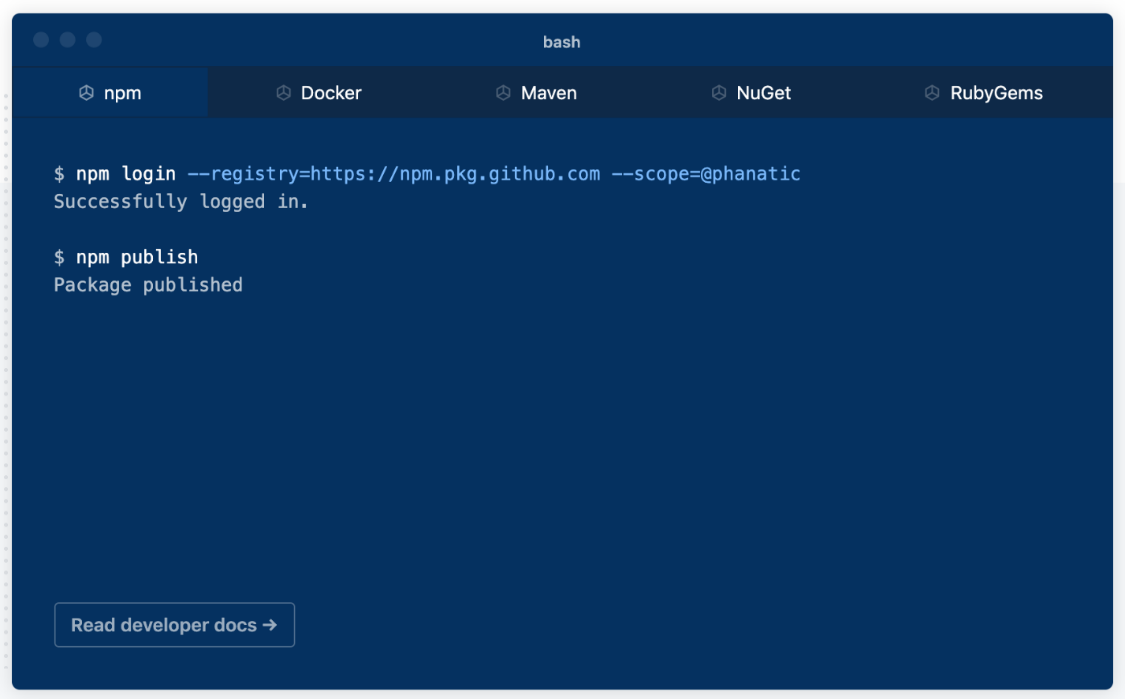 bash
npm Docker Maven NuGet RubyGems
$ npm login --registry=https://npm.pkg.github.com --scope=@phanatic
Successfully logged in.
$ npm publish
Package published
Read developer docs →